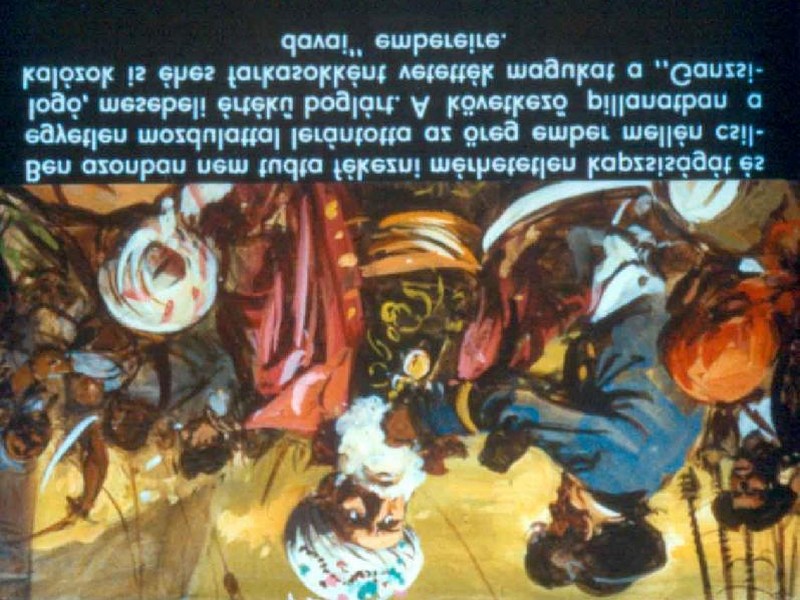 Ben azonban nem tudta fékezni mérhetetlen kapzsiságát és
egyetlen mozdulattal lerántotta az öreg ember mellén csil-
logó, mesebeli értékű boglárt. A következő pillanatban a
kalózok is éhes farkasokként vetették magukat a „Ganzsi-
davai” embereire.